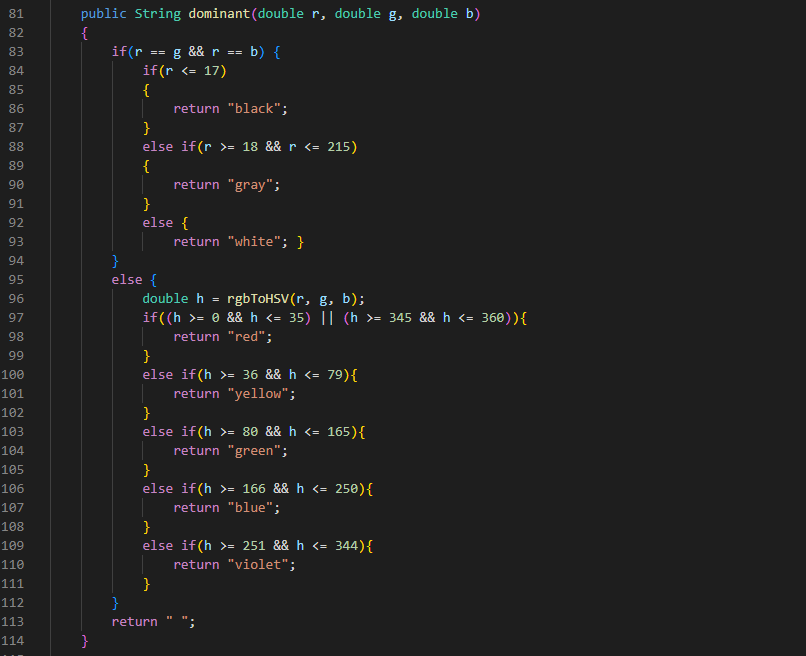 81 public String dominant(double r, double g, double b)
82 {
83 if(r == g && r == b) {
84 if(r <= 17)
85 {
86 return "black";
87 }
88 else if(r >= 18 && r <= 215)
89 {
90 return "gray";
91 }
92 else {
93 return "white"; }
94 }
95 else {
96 double h = rgbToHSV(r, g, b);
97 if((h >= 0 && h <= 35) || (h >= 345 && h <= 360)){
98 return "red";
99 }
100 else if(h >= 36 && h <= 79){
101 return "yellow";
102 }
103 else if(h >= 80 && h <= 165){
104 return "green";
105 }
106 else if(h >= 166 && h <= 250){
107 return "blue";
108 }
109 else if(h >= 251 && h <= 344){
110 return "violet";
111 }
112 }
113 return " ";
114 }